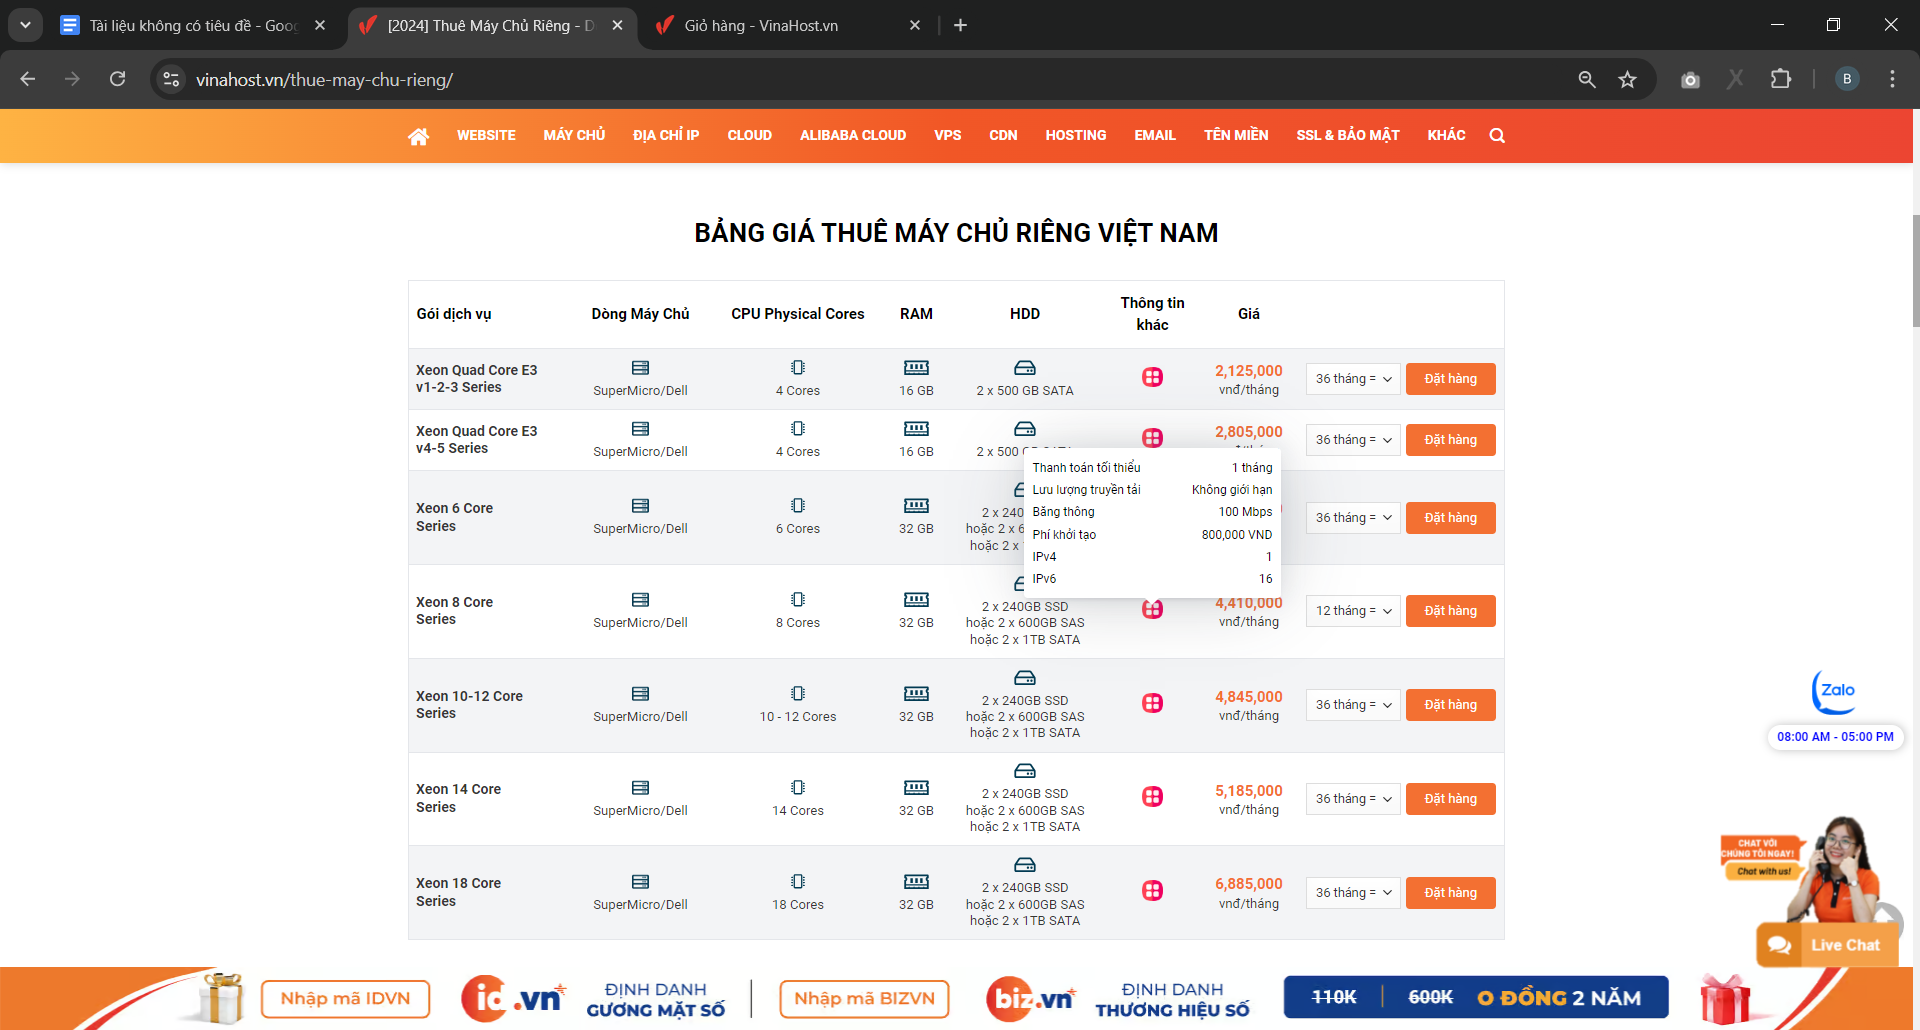 Tài liệu không có tiêu đề - Goog
[2024] Thuê Máy Chủ Riêng - D
Giỏ hàng - VinaHost.vn
vinahost.vn/thue-may-chu-rieng/
B
WEBSITE MÁY CHỦ ĐỊA CHỈ IP CLOUD ALIBABA CLOUD VPS CDN HOSTING EMAIL TÊN MIỀN SSL & BẢO MẬT KHÁC
BẢNG GIÁ THUÊ MÁY CHỦ RIÊNG VIỆT NAM
Gói dịch vụ Dòng Máy Chủ CPU Physical Cores RAM HDD Thông tin khác Giá
Xeon Quad Core E3 v1-2-3 Series SuperMicro/Dell 4 Cores 16 GB 2 x 500 GB SATA 2,125,000 vnđ/tháng 36 tháng = Đặt hàng
Xeon Quad Core E3 v4-5 Series SuperMicro/Dell 4 Cores 16 GB 2 x 500 2,805,000 36 tháng = Đặt hàng
Xeon 6 Core Series SuperMicro/Dell 6 Cores 32 GB 2 x 240 hoặc 2 x 6 hoặc 2 x 36 tháng = Đặt hàng
Thanh toán tối thiểu 1 tháng
Lưu lượng truyền tải Không giới hạn
Băng thông 100 Mbps
Phí khởi tạo 800,000 VND
IPv4 1
IPv6 16
Xeon 8 Core Series SuperMicro/Dell 8 Cores 32 GB 2 x 240GB SSD hoặc 2 x 600GB SAS hoặc 2 x 1TB SATA 4,410,000 vnđ/tháng 12 tháng = Đặt hàng
Xeon 10-12 Core Series SuperMicro/Dell 10 - 12 Cores 32 GB 2 x 240GB SSD hoặc 2 x 600GB SAS hoặc 2 x 1TB SATA 4,845,000 vnđ/tháng 36 tháng = Đặt hàng
Xeon 14 Core Series SuperMicro/Dell 14 Cores 32 GB 2 x 240GB SSD hoặc 2 x 600GB SAS hoặc 2 x 1TB SATA 5,185,000 vnđ/tháng 36 tháng = Đặt hàng
Xeon 18 Core Series SuperMicro/Dell 18 Cores 32 GB 2 x 240GB SSD hoặc 2 x 600GB SAS hoặc 2 x 1TB SATA 6,885,000 vnđ/tháng 36 tháng = Đặt hàng
Zalo
08:00 AM - 05:00 PM
CHAT VỚI
CHÚNG TÔI NGAY!
Chat with us!
Live Chat
Nhập mã IDVN
id.vn
ĐỊNH DANH
GƯƠNG MẶT SỐ
Nhập mã BIZVN
biz.vn
ĐỊNH DANH
THƯƠNG HIỆU SỐ
110K 600K 0 ĐỒNG 2 NĂM